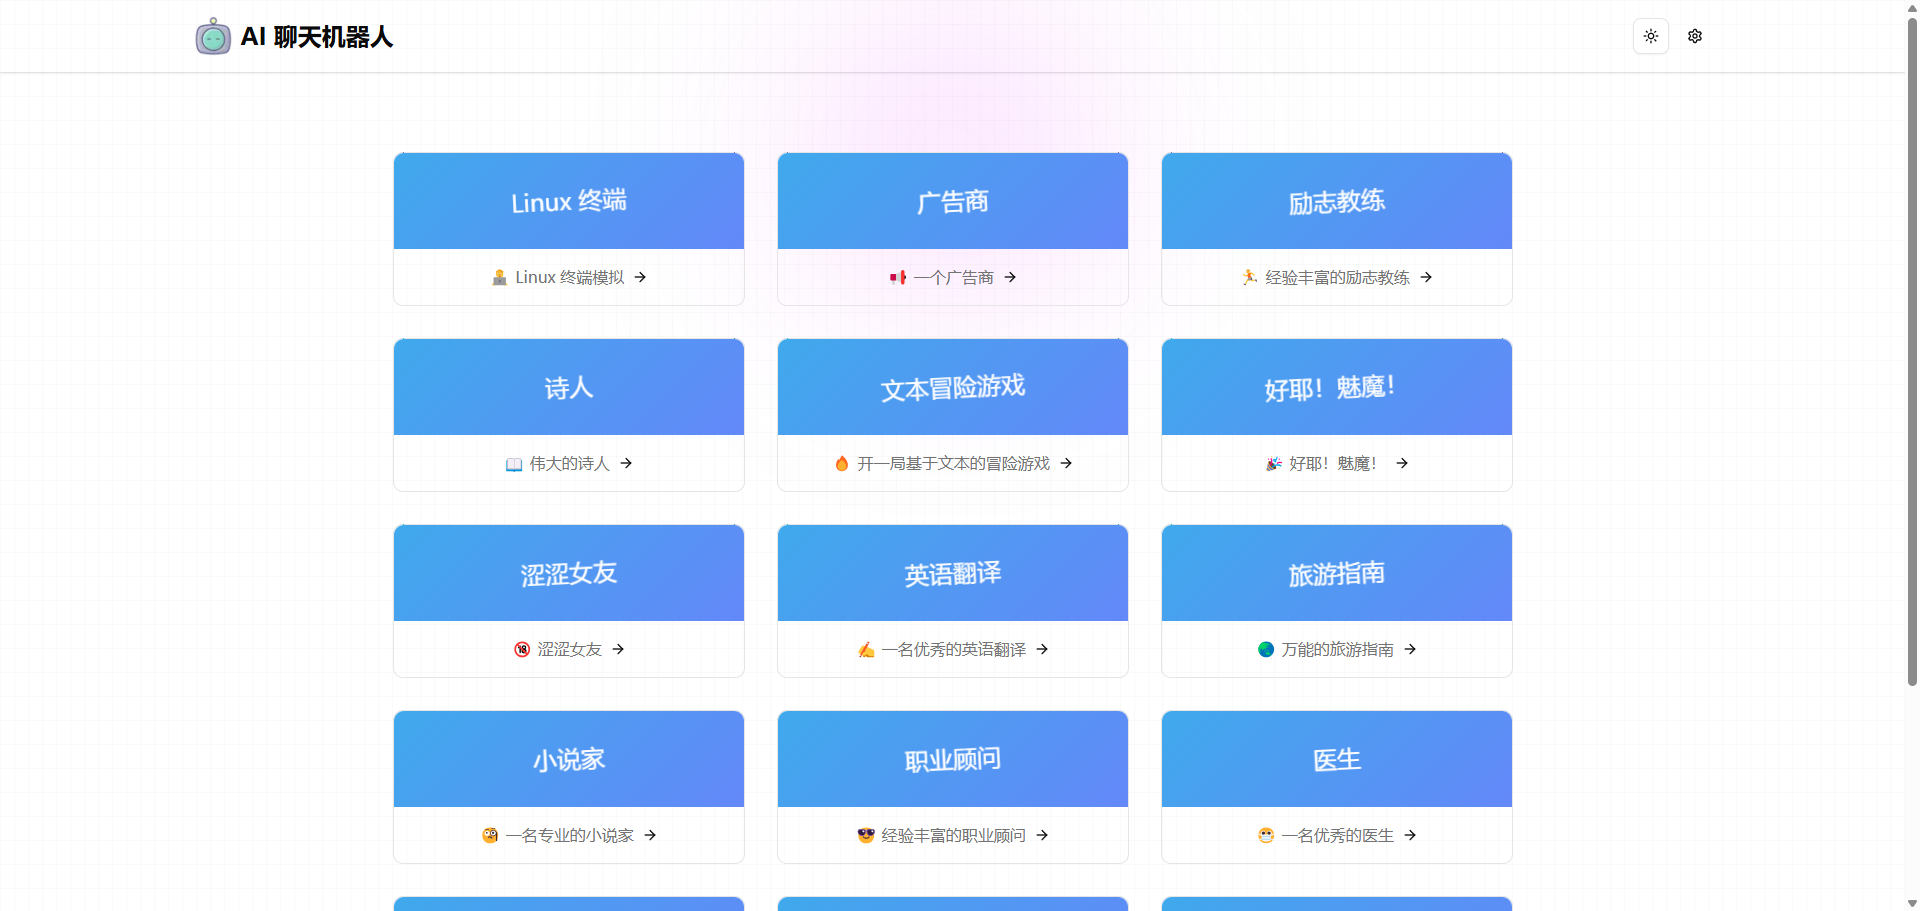 AI 聊天机器人
Linux 终端
广告商
励志教练
Linux 终端模拟
一个广告商
经验丰富的励志教练
诗人
文本冒险游戏
好耶！魅魔！
伟大的诗人
开一局基于文本的冒险游戏
好耶！魅魔！
涩涩女友
英语翻译
旅游指南
🔞 涩涩女友
一名优秀的英语翻译
万能的旅游指南
小说家
职业顾问
医生
一名专业的小说家
经验丰富的职业顾问
一名优秀的医生